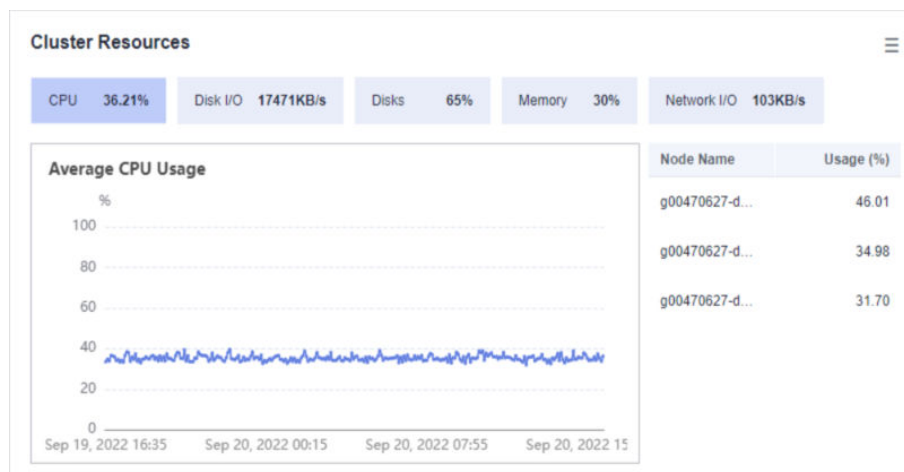 Cluster Resources
CPU 36.21% Disk I/O 17471KB/s Disks 65% Memory 30% Network I/O 103KB/s
Average CPU Usage
%
100
80
60
40
20
0
Sep 19, 2022 16:35 Sep 20, 2022 00:15 Sep 20, 2022 07:55 Sep 20, 2022 15
Node Name Usage (%)
g00470627-d... 46.01
g00470627-d... 34.98
g00470627-d... 31.70